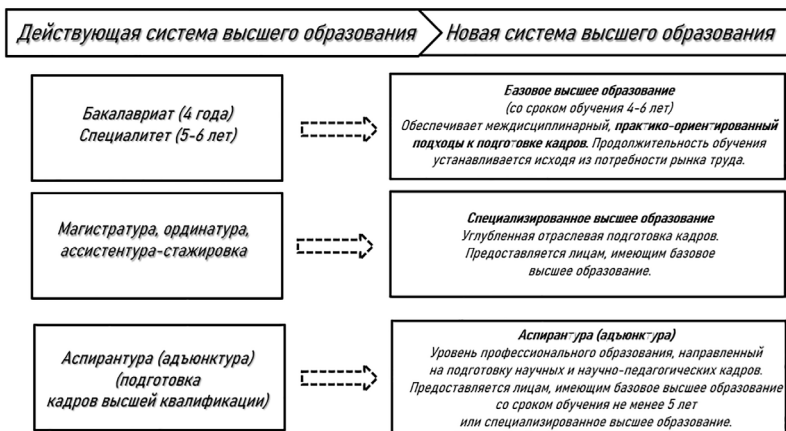 Действующая система высшего образования
Новая система высшего образования
Бакалавриат (4 года)
Специалитет (5-6 лет)
Базовое высшее образование
(со сроком обучения 4-6 лет)
Обеспечивает междисциплинарный, практико-ориентированный
подходы к подготовке кадров. Продолжительность обучения
устанавливается исходя из потребности рынка труда.
Магистратура, ординатура,
ассистентура-стажировка
Специализированное высшее образование
Углубленная отраслевая подготовка кадров.
Предоставляется лицам, имеющим базовое
высшее образование.
Аспирантура (адъюнктура)
(подготовка
кадров высшей квалификации)
Аспирантура (адъюнктура)
Уровень профессионального образования, направленный
на подготовку научных и научно-педагогических кадров.
Предоставляется лицам, имеющим базовое высшее образование
со сроком обучения не менее 5 лет
или специализированное высшее образование.